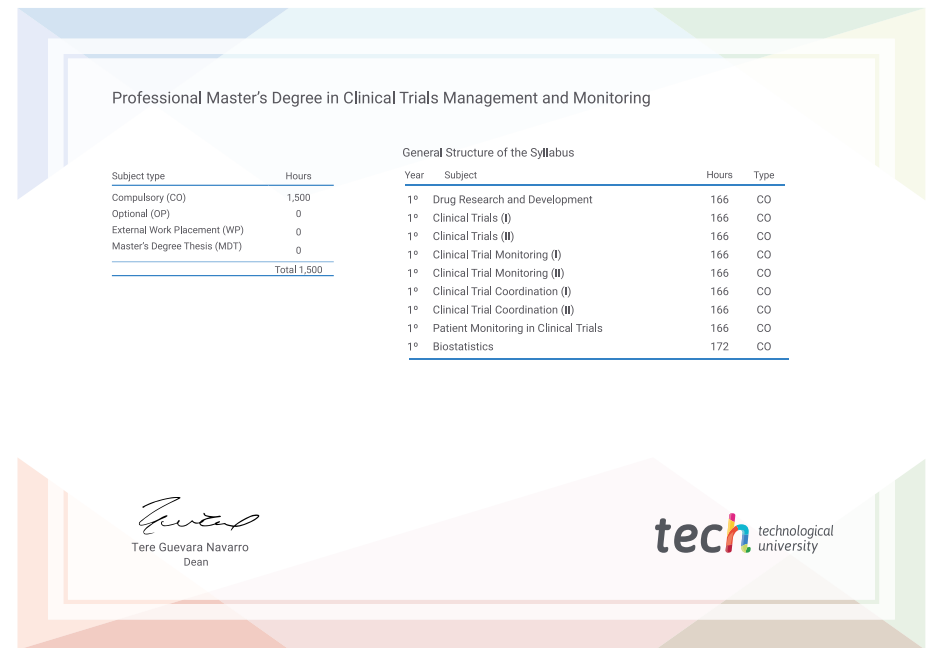 Professional Master's Degree in Clinical Trials Management and Monitoring
General Structure of the Syllabus
Subject type Hours
Compulsory (CO) 1,500
Optional (OP) 0
External Work Placement (WP) 0
Master's Degree Thesis (MDT) 0
Total 1,500
Year Subject Hours Type
1º Drug Research and Development 166 CO
1º Clinical Trials (I) 166 CO
1º Clinical Trials (II) 166 CO
1º Clinical Trial Monitoring (I) 166 CO
1º Clinical Trial Monitoring (II) 166 CO
1º Clinical Trial Coordination (I) 166 CO
1º Clinical Trial Coordination (II) 166 CO
1º Patient Monitoring in Clinical Trials 166 CO
1º Biostatistics 172 CO
Tere Guevara Navarro
Dean
tech technological
university